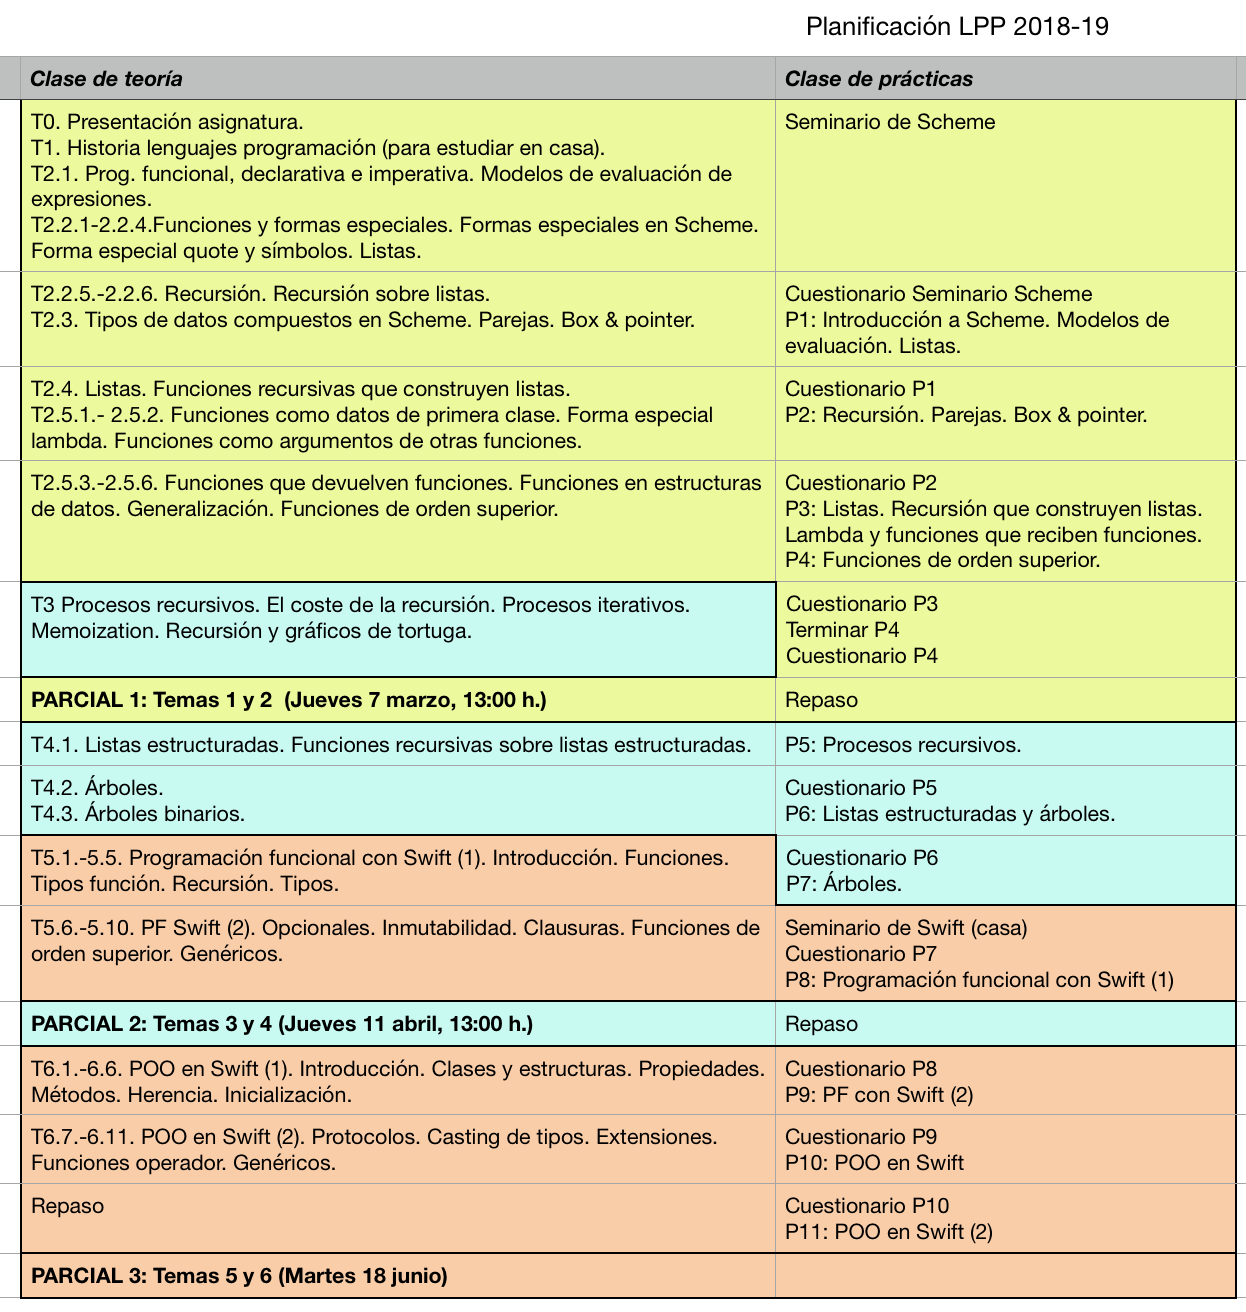 Planificación LPP 2018-19
Clase de teoría
Clase de prácticas
T0. Presentación asignatura.
T1. Historia lenguajes programación (para estudiar en casa).
T2.1. Prog. funcional, declarativa e imperativa. Modelos de evaluación de
expresiones.
T2.2.1-2.2.4.Funciones y formas especiales. Formas especiales en Scheme.
Forma especial quote y símbolos. Listas.
Seminario de Scheme
T2.2.5.-2.2.6. Recursión. Recursión sobre listas.
T2.3. Tipos de datos compuestos en Scheme. Parejas. Box & pointer.
Cuestionario Seminario Scheme
P1: Introducción a Scheme. Modelos de
evaluación. Listas.
T2.4. Listas. Funciones recursivas que construyen listas.
T2.5.1.- 2.5.2. Funciones como datos de primera clase. Forma especial
lambda. Funciones como argumentos de otras funciones.
Cuestionario P1
P2: Recursión. Parejas. Box & pointer.
T2.5.3.-2.5.6. Funciones que devuelven funciones. Funciones en estructuras
de datos. Generalización. Funciones de orden superior.
Cuestionario P2
P3: Listas. Recursión que construyen listas.
Lambda y funciones que reciben funciones.
P4: Funciones de orden superior.
T3 Procesos recursivos. El coste de la recursión. Procesos iterativos.
Memoization. Recursión y gráficos de tortuga.
Cuestionario P3
Terminar P4
Cuestionario P4
PARCIAL 1: Temas 1 y 2  (Jueves 7 marzo, 13:00 h.)
Repaso
T4.1. Listas estructuradas. Funciones recursivas sobre listas estructuradas.
P5: Procesos recursivos.
T4.2. Árboles.
T4.3. Árboles binarios.
Cuestionario P5
P6: Listas estructuradas y árboles.
T5.1.-5.5. Programación funcional con Swift (1). Introducción. Funciones.
Tipos función. Recursión. Tipos.
Cuestionario P6
P7: Árboles.
T5.6.-5.10. PF Swift (2). Opcionales. Inmutabilidad. Clausuras. Funciones de
orden superior. Genéricos.
Seminario de Swift (casa)
Cuestionario P7
P8: Programación funcional con Swift (1)
PARCIAL 2: Temas 3 y 4 (Jueves 11 abril, 13:00 h.)
Repaso
T6.1.-6.6. POO en Swift (1). Introducción. Clases y estructuras. Propiedades.
Métodos. Herencia. Inicialización.
Cuestionario P8
P9: PF con Swift (2)
T6.7.-6.11. POO en Swift (2). Protocolos. Casting de tipos. Extensiones.
Funciones operador. Genéricos.
Cuestionario P9
P10: POO en Swift
Repaso
Cuestionario P10
P11: POO en Swift (2)
PARCIAL 3: Temas 5 y 6 (Martes 18 junio)